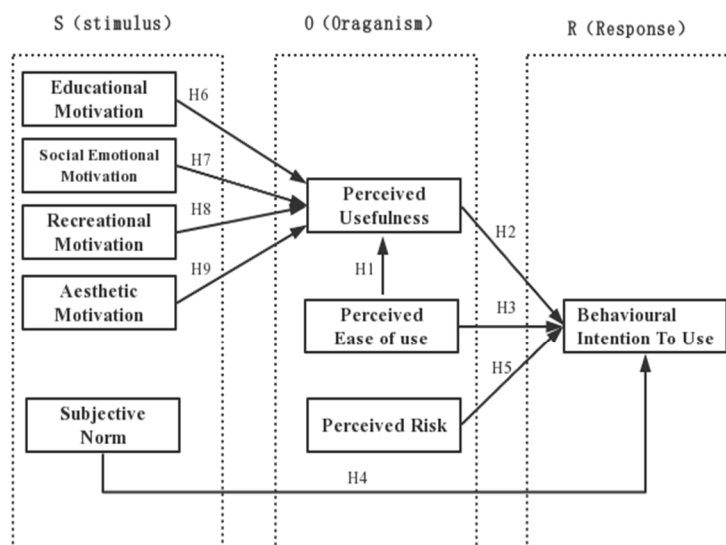 S (stimulus)
O (Oraganism)
R (Response)
Educational
Motivation
H6
Social Emotional
Motivation
H7
Recreational
Motivation
H8
Aesthetic
Motivation
H9
Subjective
Norm
H4
Perceived
Usefulness
H1
Perceived
Ease of use
Perceived Risk
H2
H3
H5
Behavioural
Intention To Use